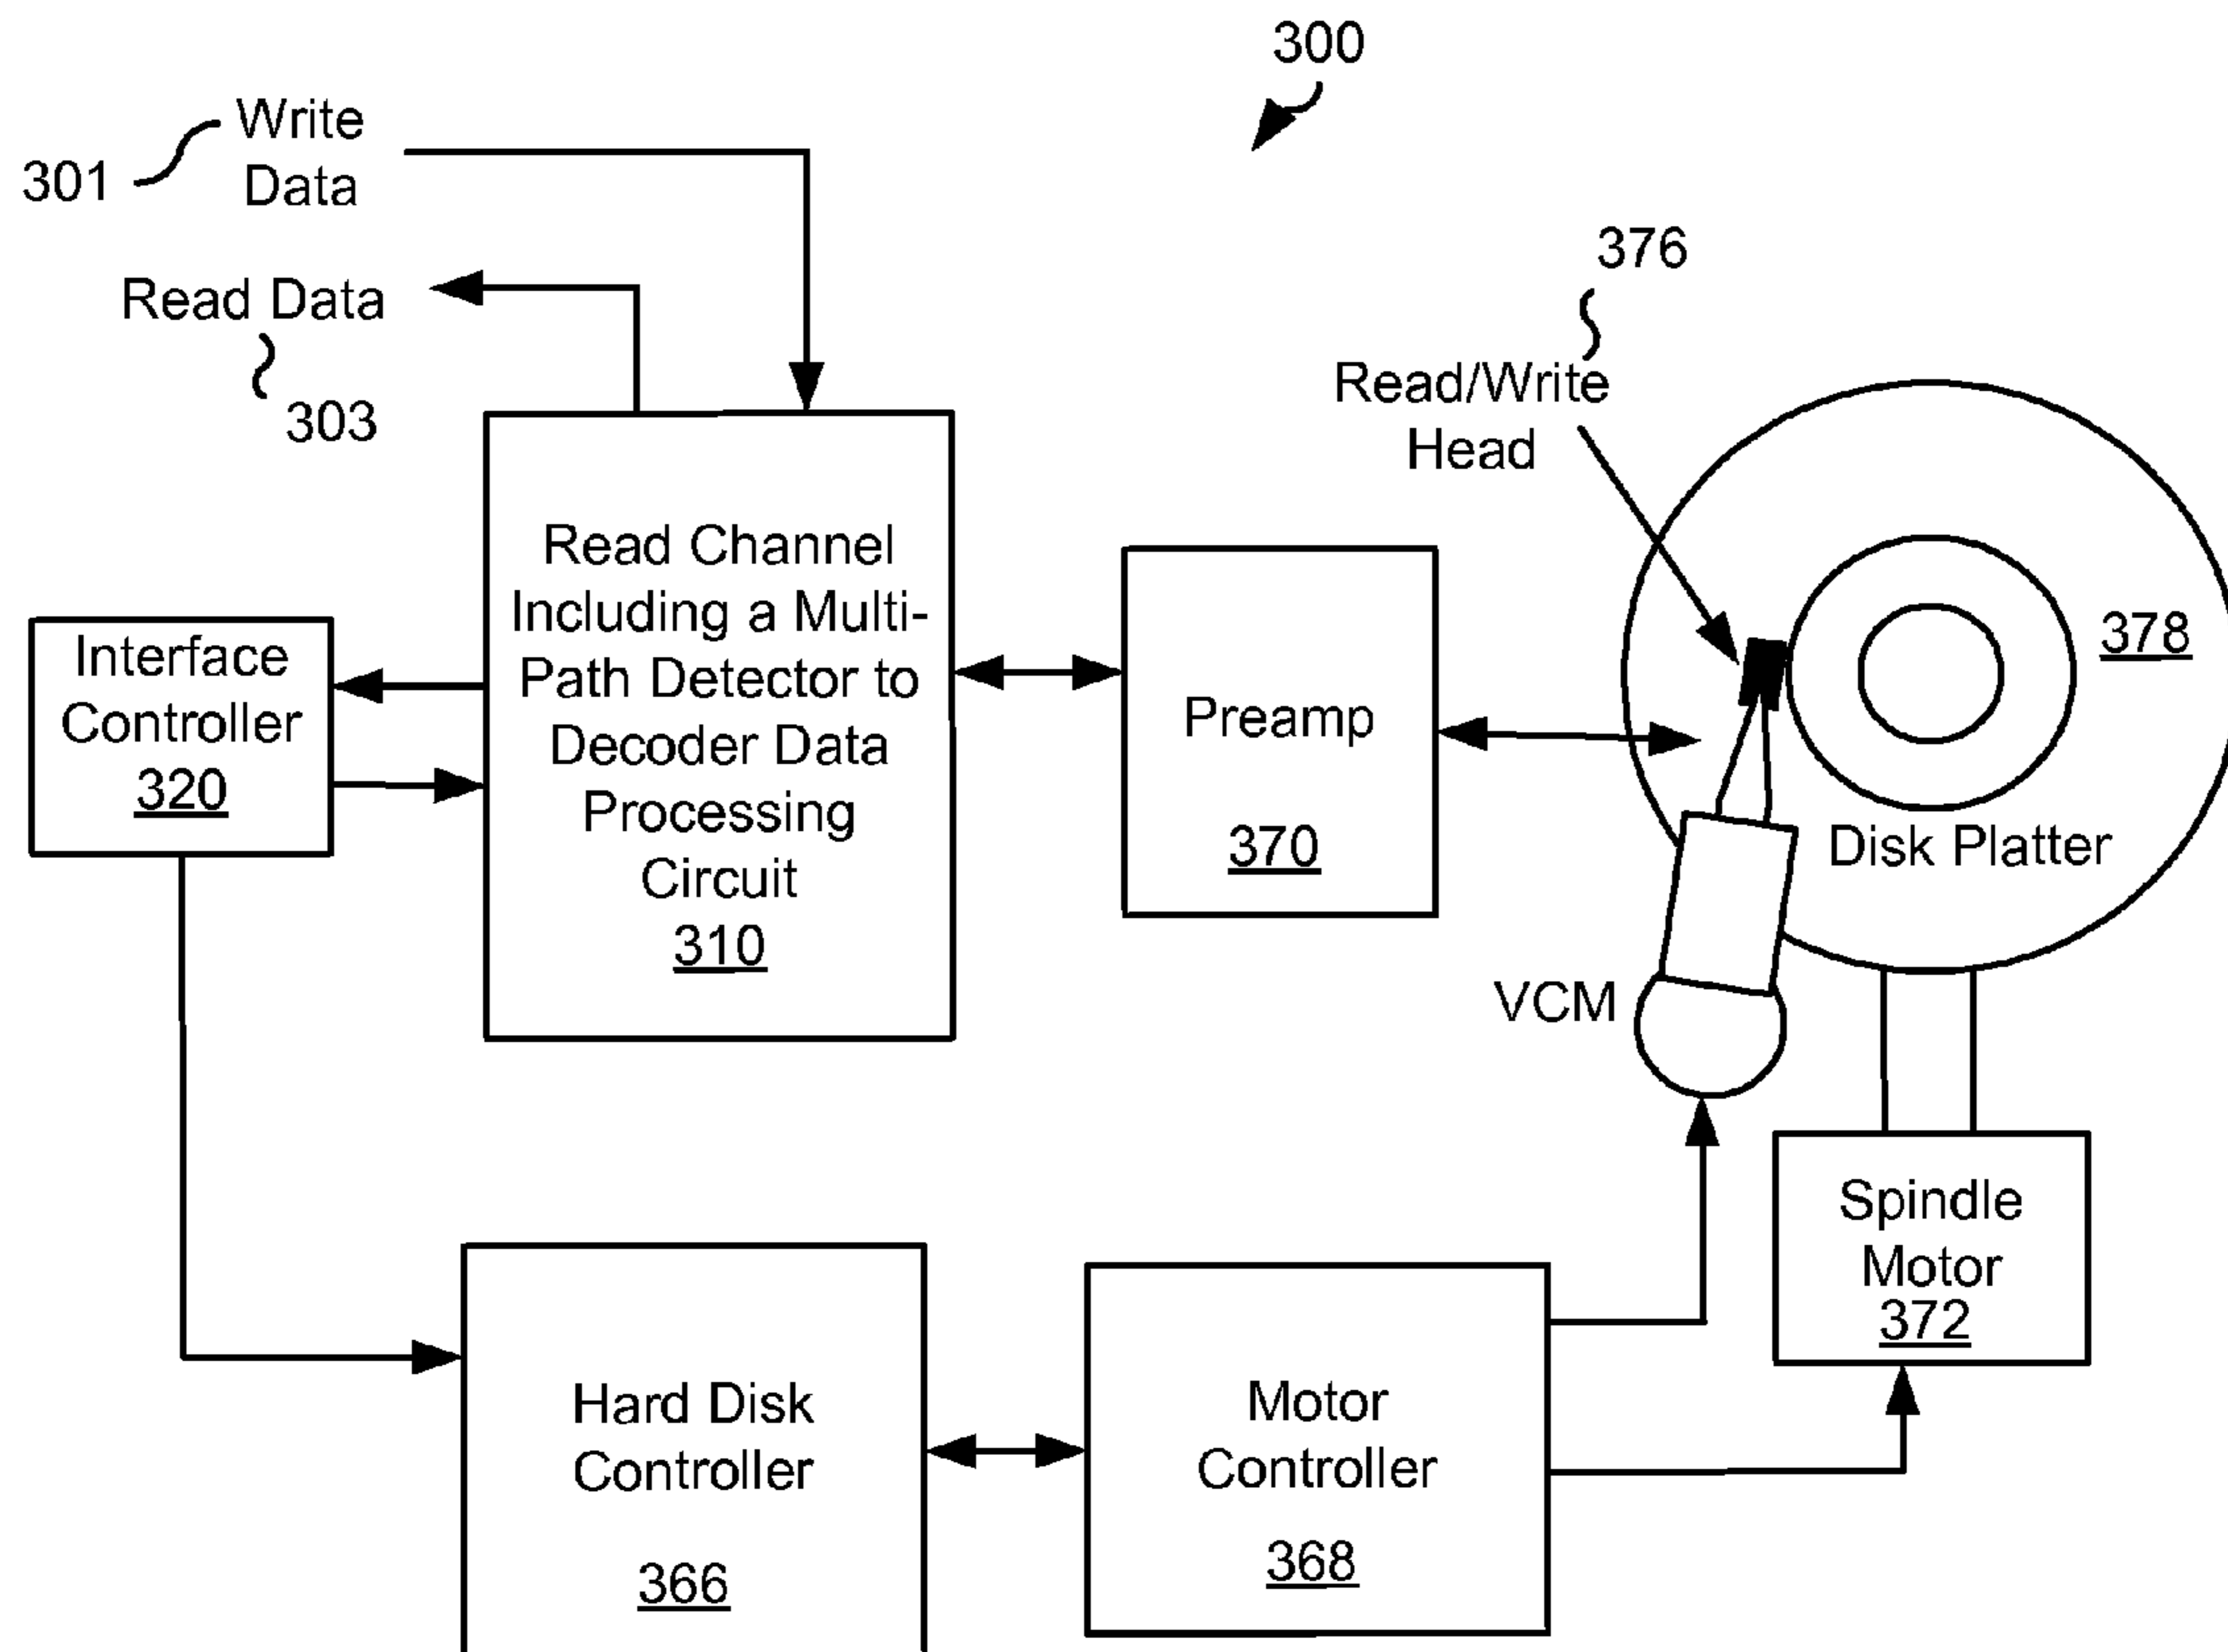 300
Write
Data
301
Read Data
303
376
Read/Write
Head
Read Channel
Including a Multi-
Path Detector to
Decoder Data
Processing
Circuit
310
Interface
Controller
320
Preamp
370
378
Disk Platter
VCM
Spindle
Motor
372
Hard Disk
Controller
366
Motor
Controller
368